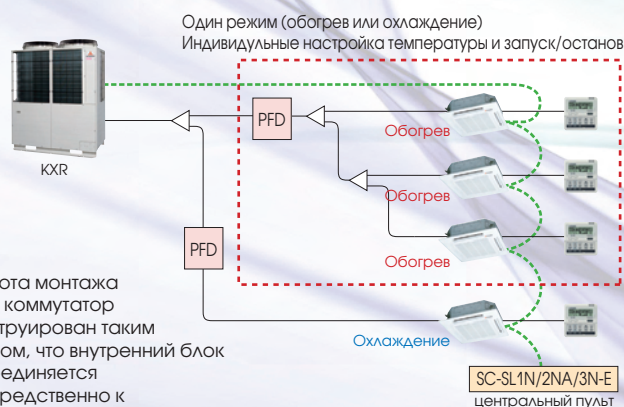 Один режим (обогрев или охлаждение)
Индивидульные настройка температуры и запуск/останов
PFD
Обогрев
KXR
Обогрев
PFD
Обогрев
ота монтажа
коммутатор
труирован таким
ом, что внутренний блок
единяется
редственно к
Охлаждение
SC-SL1N/2NA/3N-E
центральный пульт